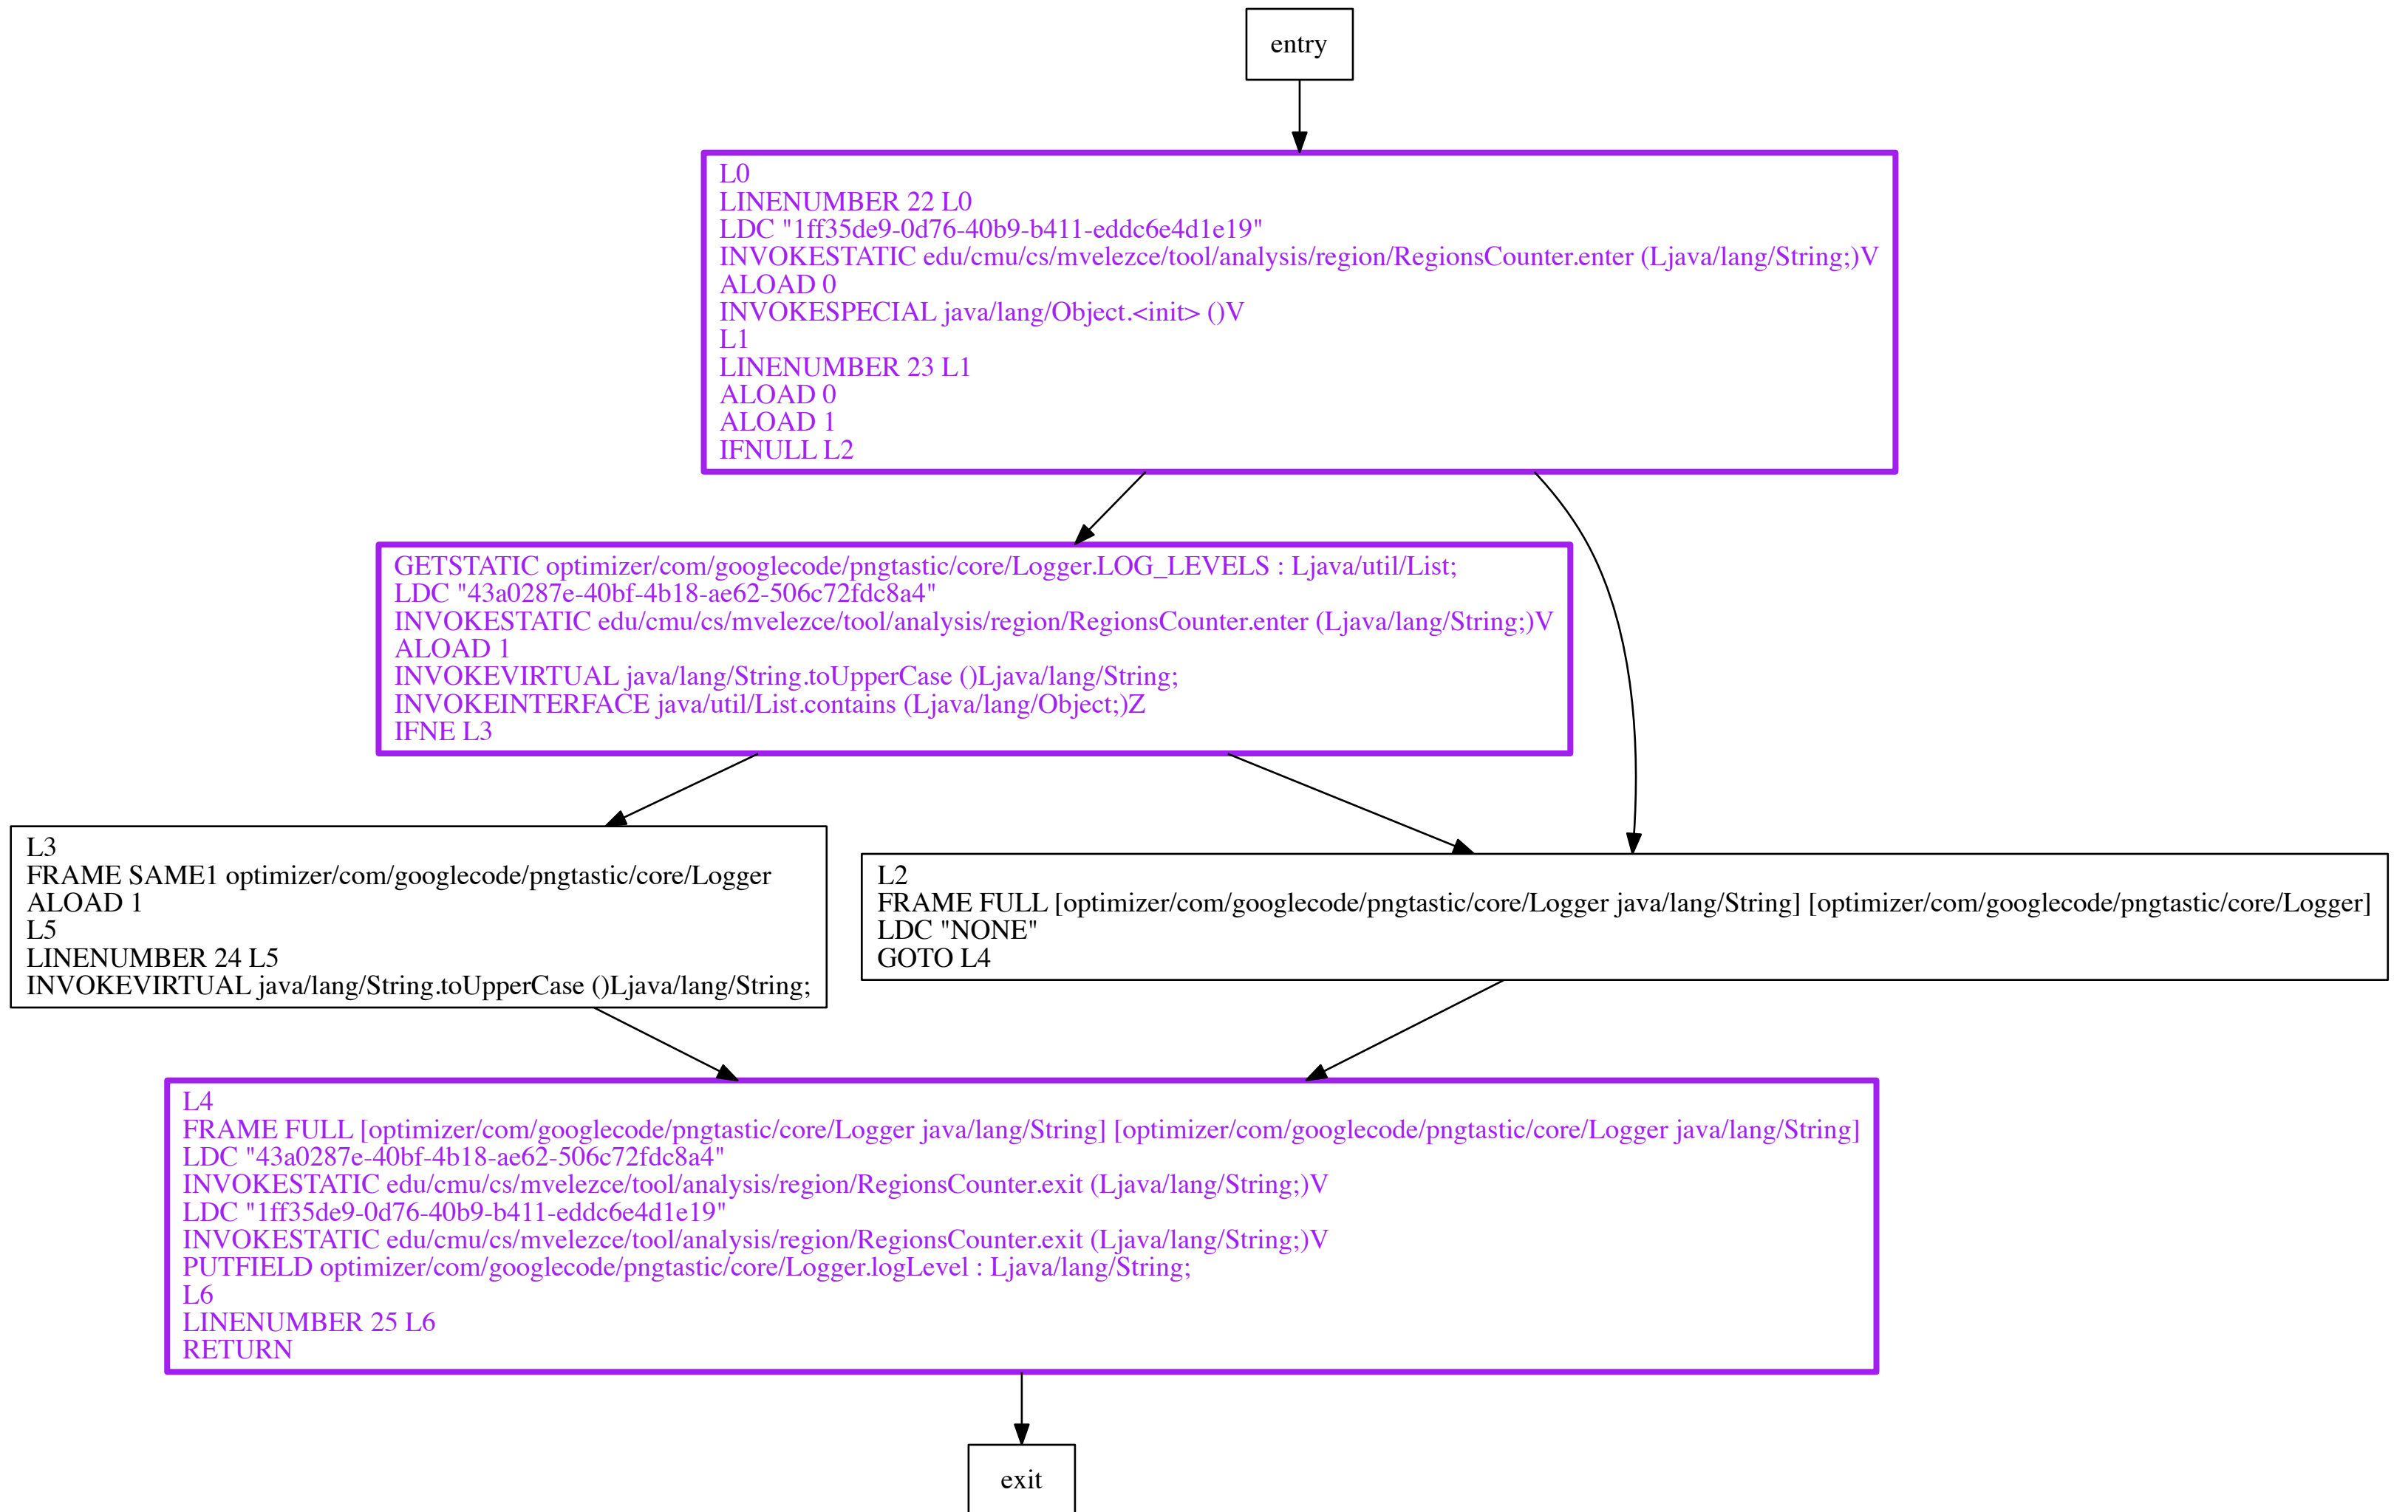 entry
L0
LINENUMBER 22 L0
LDC "1ff35de9-0d76-40b9-b411-eddc6e4d1e19"
INVOKESTATIC edu/cmu/cs/mvelezce/tool/analysis/region/RegionsCounter.enter (Ljava/lang/String;)V
ALOAD 0
INVOKESPECIAL java/lang/Object.<init> ()V
L1
LINENUMBER 23 L1
ALOAD 0
ALOAD 1
IFNULL L2
GETSTATIC optimizer/com/googlecode/pngtastic/core/Logger.LOG_LEVELS : Ljava/util/List;
LDC "43a0287e-40bf-4b18-ae62-506c72fdc8a4"
INVOKESTATIC edu/cmu/cs/mvelezce/tool/analysis/region/RegionsCounter.enter (Ljava/lang/String;)V
ALOAD 1
INVOKEVIRTUAL java/lang/String.toUpperCase ()Ljava/lang/String;
INVOKEINTERFACE java/util/List.contains (Ljava/lang/Object;)Z
IFNE L3
L3
FRAME SAME1 optimizer/com/googlecode/pngtastic/core/Logger
ALOAD 1
L5
LINENUMBER 24 L5
INVOKEVIRTUAL java/lang/String.toUpperCase ()Ljava/lang/String;
L2
FRAME FULL [optimizer/com/googlecode/pngtastic/core/Logger java/lang/String] [optimizer/com/googlecode/pngtastic/core/Logger]
LDC "NONE"
GOTO L4
L4
FRAME FULL [optimizer/com/googlecode/pngtastic/core/Logger java/lang/String] [optimizer/com/googlecode/pngtastic/core/Logger java/lang/String]
LDC "43a0287e-40bf-4b18-ae62-506c72fdc8a4"
INVOKESTATIC edu/cmu/cs/mvelezce/tool/analysis/region/RegionsCounter.exit (Ljava/lang/String;)V
LDC "1ff35de9-0d76-40b9-b411-eddc6e4d1e19"
INVOKESTATIC edu/cmu/cs/mvelezce/tool/analysis/region/RegionsCounter.exit (Ljava/lang/String;)V
PUTFIELD optimizer/com/googlecode/pngtastic/core/Logger.logLevel : Ljava/lang/String;
L6
LINENUMBER 25 L6
RETURN
exit